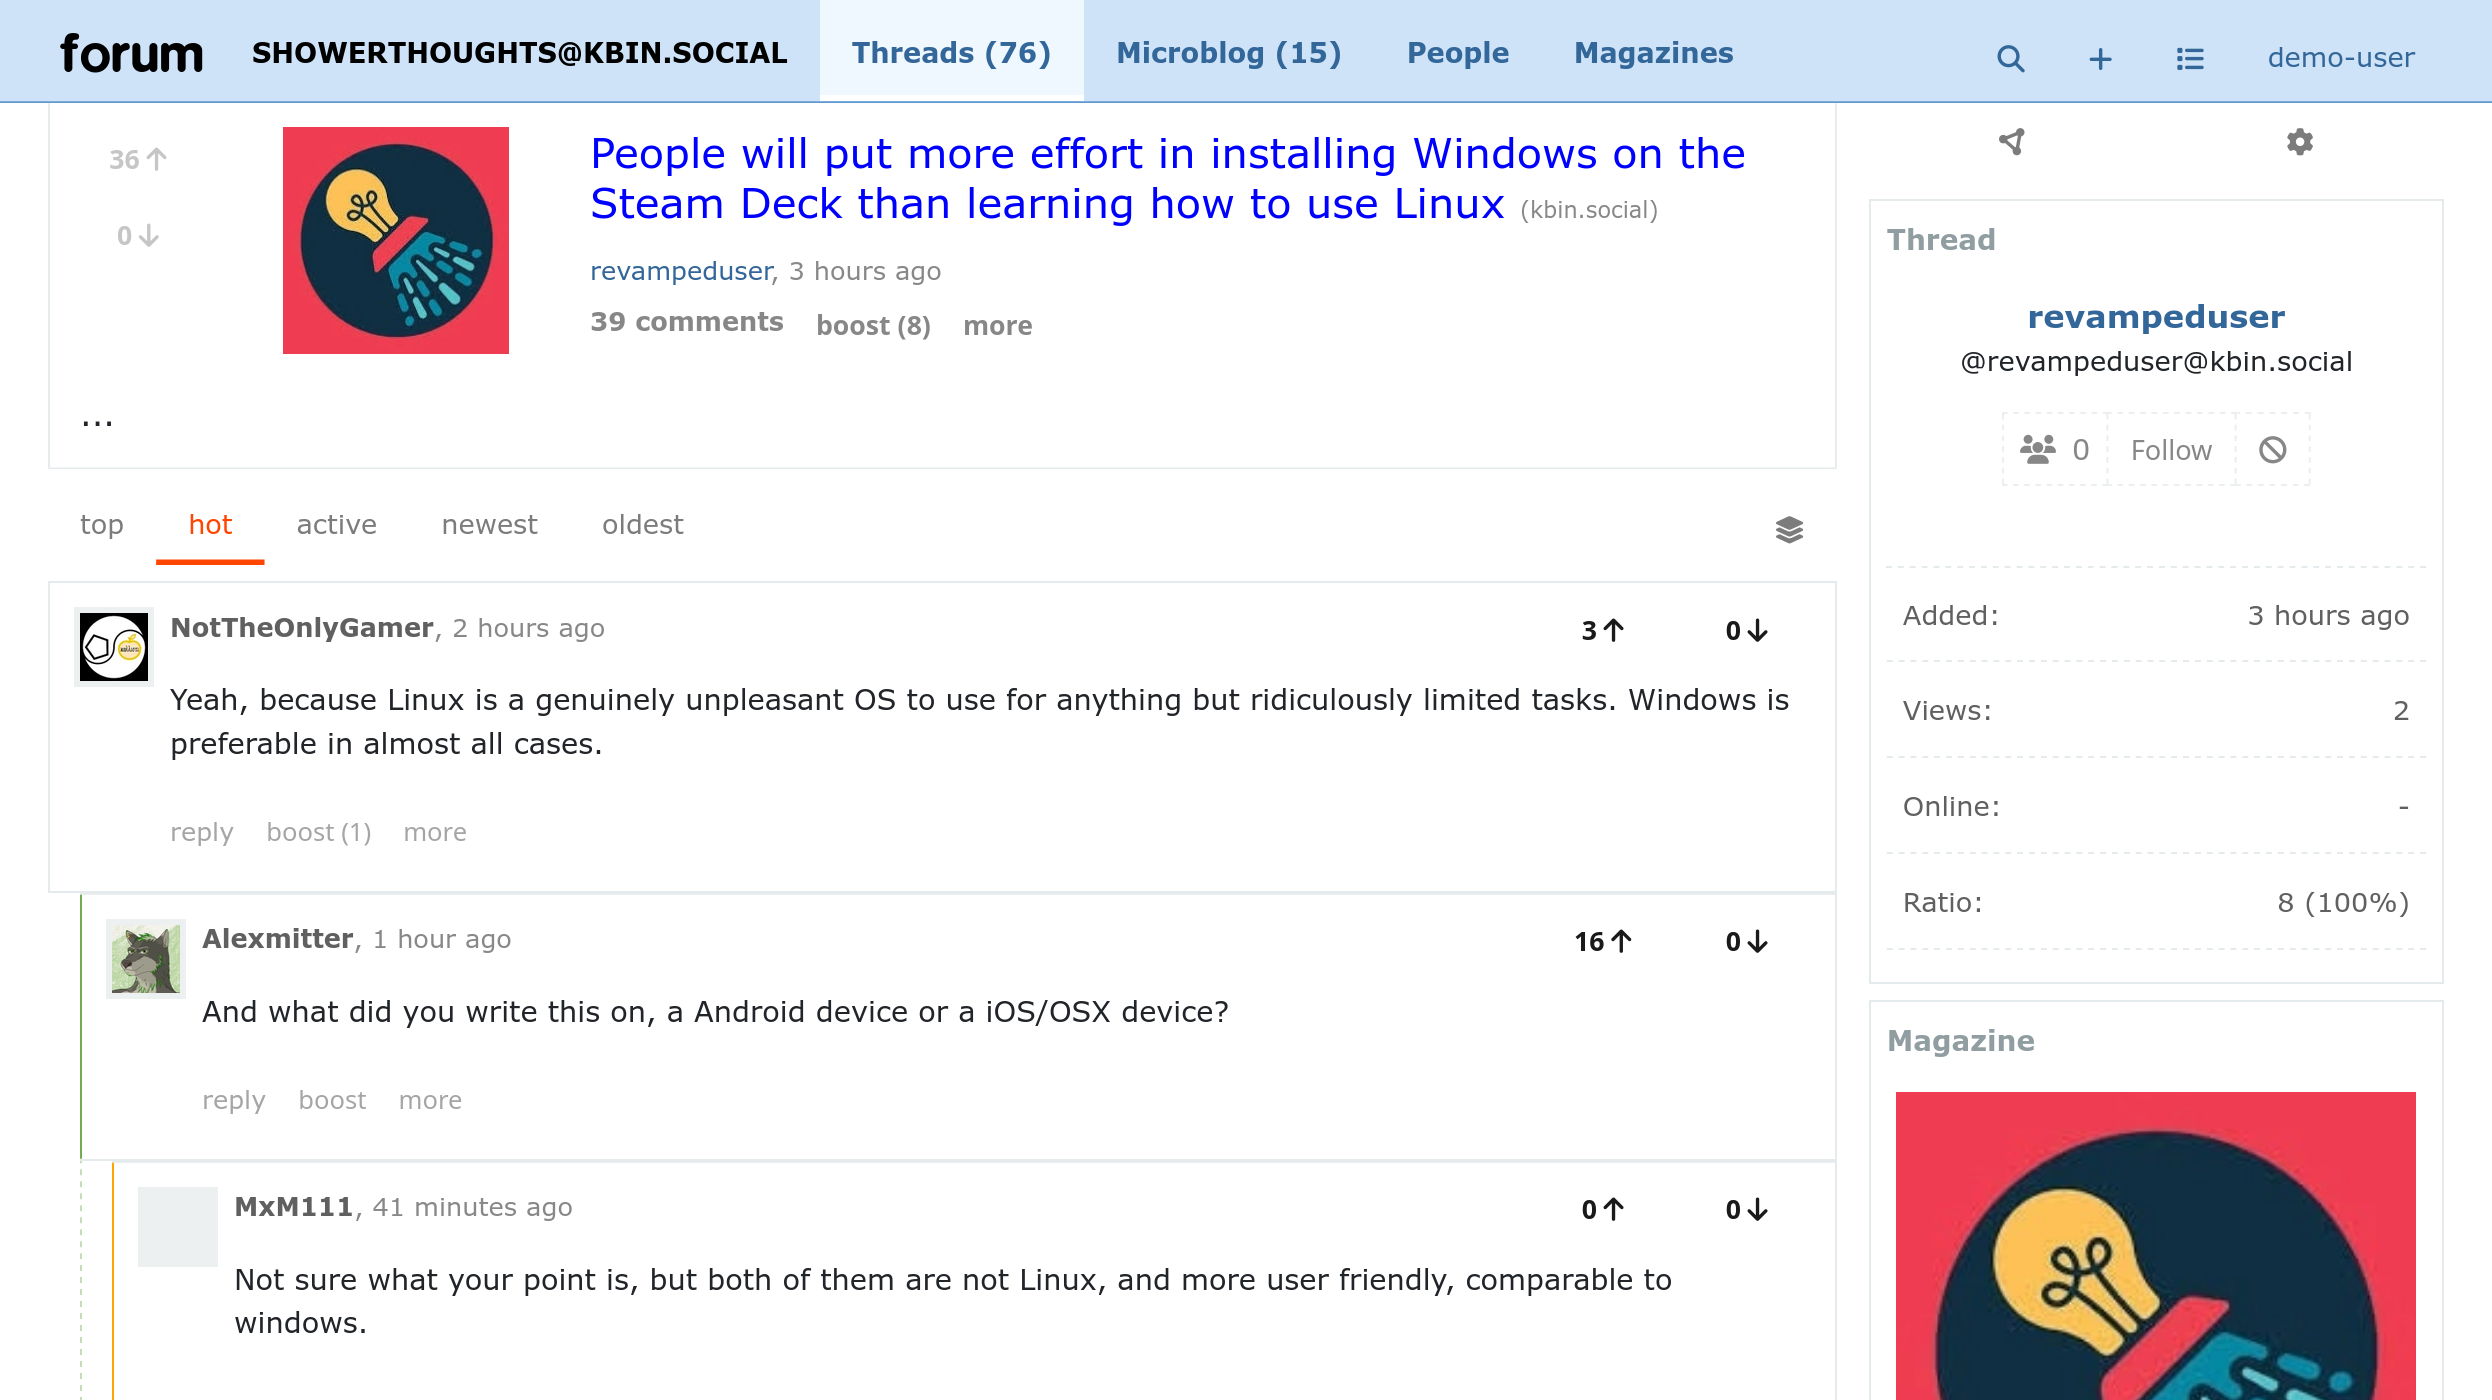 forum
SHOWERTHOUGHTS@KBIN.SOCIAL
Threads (76)
Microblog (15)
People
Magazines
demo-user
36
0
People will put more effort in installing Windows on the
Steam Deck than learning how to use Linux (kbin.social)
revampeduser, 3 hours ago
39 comments boost (8) more
...
top hot active newest oldest
NotTheOnlyGamer, 2 hours ago
3 0
Yeah, because Linux is a genuinely unpleasant OS to use for anything but ridiculously limited tasks. Windows is
preferable in almost all cases.
reply boost (1) more
Alexmitter, 1 hour ago
16 0
And what did you write this on, a Android device or a iOS/OSX device?
reply boost more
MxM111, 41 minutes ago
0 0
Not sure what your point is, but both of them are not Linux, and more user friendly, comparable to
windows.
Thread
revampeduser
@revampeduser@kbin.social
0 Follow
Added: 3 hours ago
Views: 2
Online: -
Ratio: 8 (100%)
Magazine